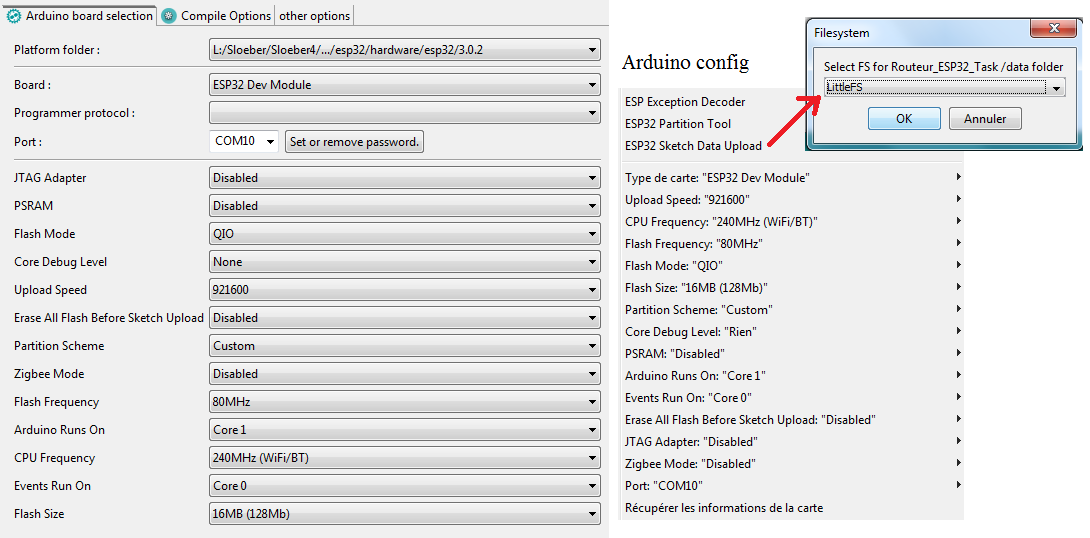 Arduino board selection
Compile Options
other options
Platform folder :
L:/Sloeber/Sloeber4/.../esp32/hardware/esp32/3.0.2
Board :
ESP32 Dev Module
Programmer protocol :
Port :
COM10
Set or remove password.
JTAG Adapter
Disabled
PSRAM
Disabled
Flash Mode
QIO
Core Debug Level
None
Upload Speed
921600
Erase All Flash Before Sketch Upload
Disabled
Partition Scheme
Custom
Zigbee Mode
Disabled
Flash Frequency
80MHz
Arduino Runs On
Core 1
CPU Frequency
240MHz (WiFi/BT)
Events Run On
Core 0
Flash Size
16MB (128Mb)
Arduino config
ESP Exception Decoder
ESP32 Partition Tool
ESP32 Sketch Data Upload
Type de carte: "ESP32 Dev Module"
Upload Speed: "921600"
CPU Frequency: "240MHz (WiFi/BT)"
Flash Frequency: "80MHz"
Flash Mode: "QIO"
Flash Size: "16MB (128Mb)"
Partition Scheme: "Custom"
Core Debug Level: "Rien"
PSRAM: "Disabled"
Arduino Runs On: "Core 1"
Events Run On: "Core 0"
Erase All Flash Before Sketch Upload: "Disabled"
JTAG Adapter: "Disabled"
Zigbee Mode: "Disabled"
Port: "COM10"
Récupérer les informations de la carte
Filesystem
Select FS for Routeur_ESP32_Task /data folder
LittleFS
OK
Annuler